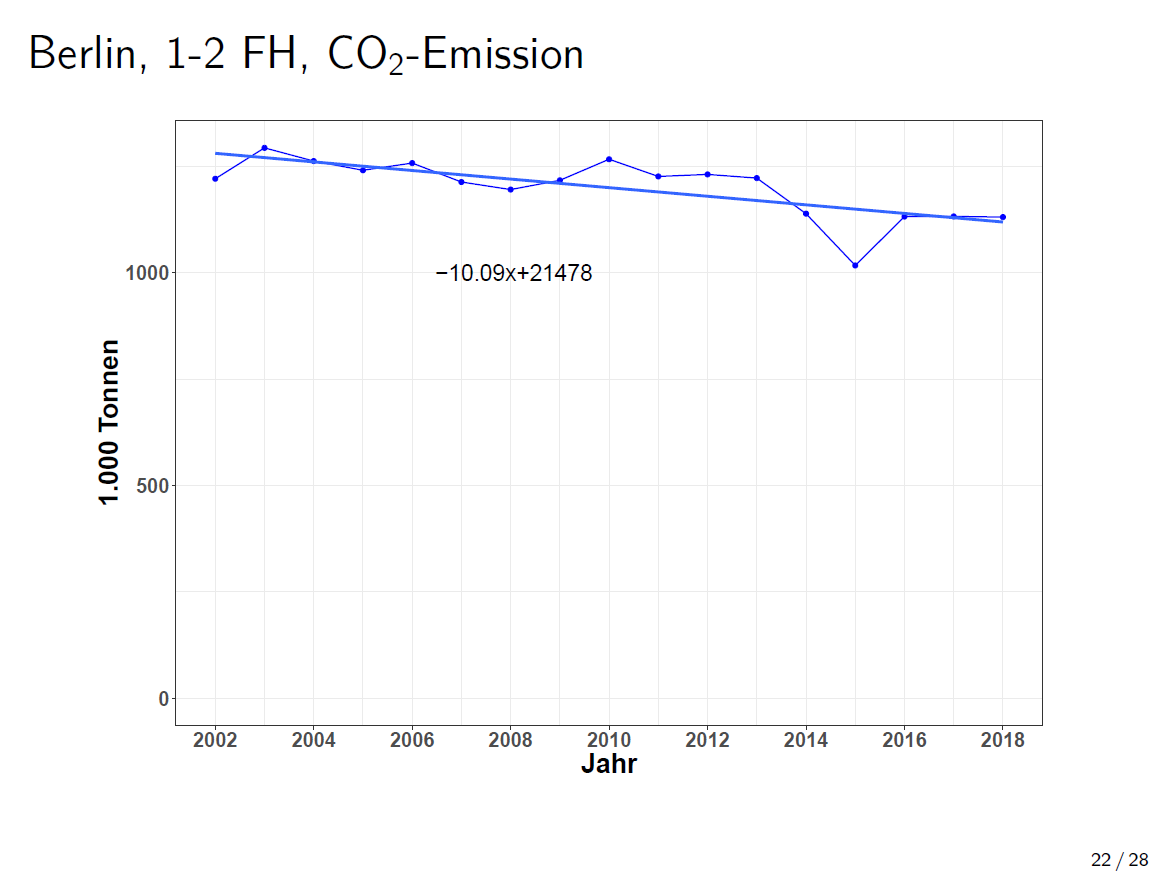 Berlin, 1-2 FH, CO₂-Emission
−10.09x+21478
1.000 Tonnen
1000
500
0
2002 2004 2006 2008 2010 2012 2014 2016 2018
Jahr
22 / 28